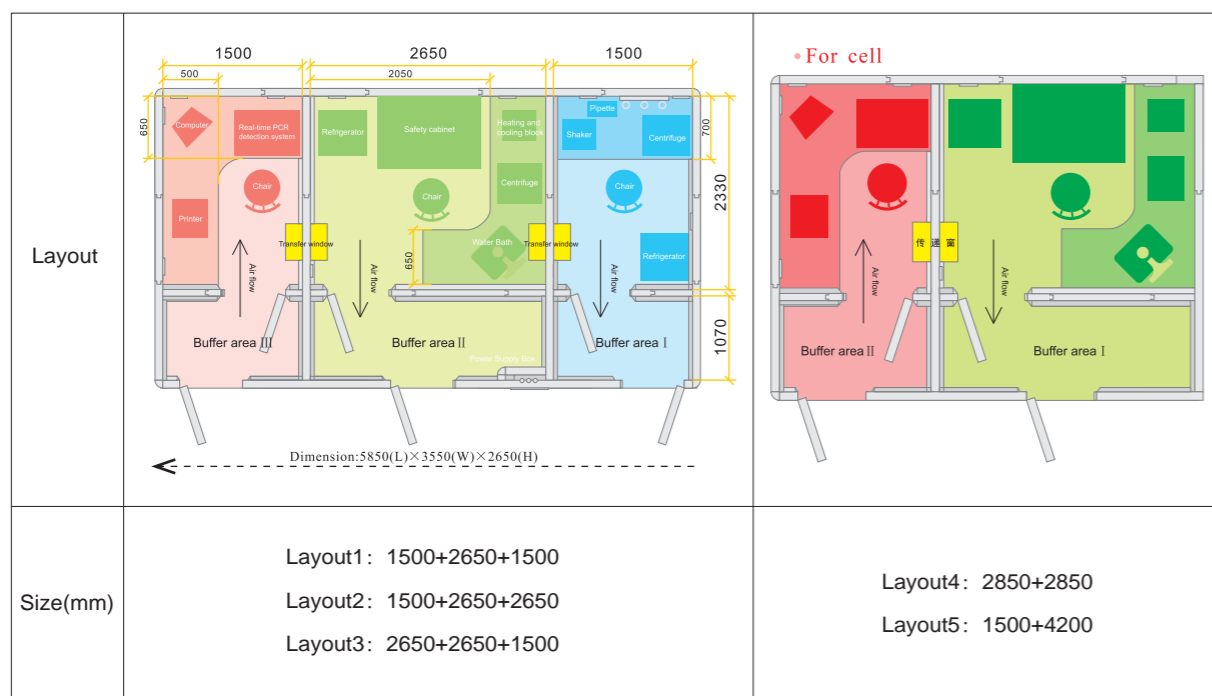 Layout
1500
2650
1500
500
2050
650
700
2330
1070
650
Computer
Real-time PCR
detection system
Printer
Chair
Air flow
Buffer area III
Transfer window
Refrigerator
Safety cabinet
Heating and
cooling block
Centrifuge
Chair
Water Bath
Air flow
Buffer area II
Power Supply Box
Transfer window
Pipette
Shaker
Centrifuge
Chair
Refrigerator
Air flow
Buffer area I
Dimension:5850(L)×3550(W)×2650(H)
• For cell
传 递 窗
Air flow
Air flow
Buffer area II
Buffer area I
Size(mm)
Layout1: 1500+2650+1500
Layout2: 1500+2650+2650
Layout3: 2650+2650+1500
Layout4: 2850+2850
Layout5: 1500+4200